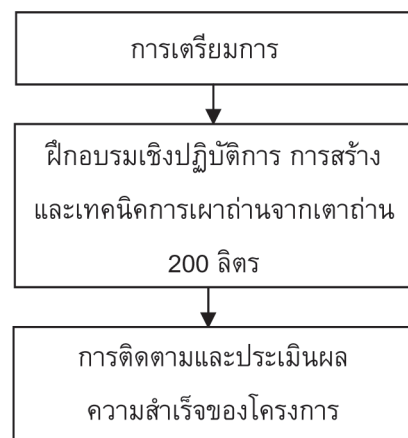 การเตรียมการ
ฝึกอบรมเชิงปฏิบัติการ การสร้าง
และเทคนิคการเผาถ่านจากเตาถ่าน
200 ลิตร
การติดตามและประเมินผล
ความสำเร็จของโครงการ